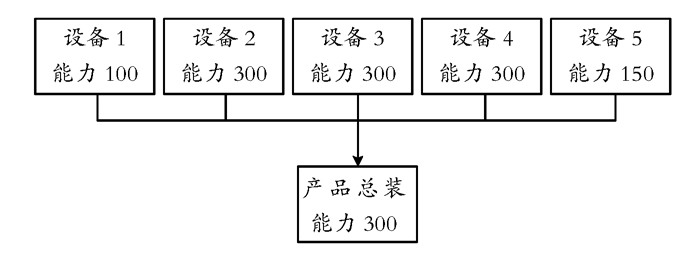 设备 1
能力 100
设备 2
能力 300
设备 3
能力 300
设备 4
能力 300
设备 5
能力 150
产品总装
能力 300